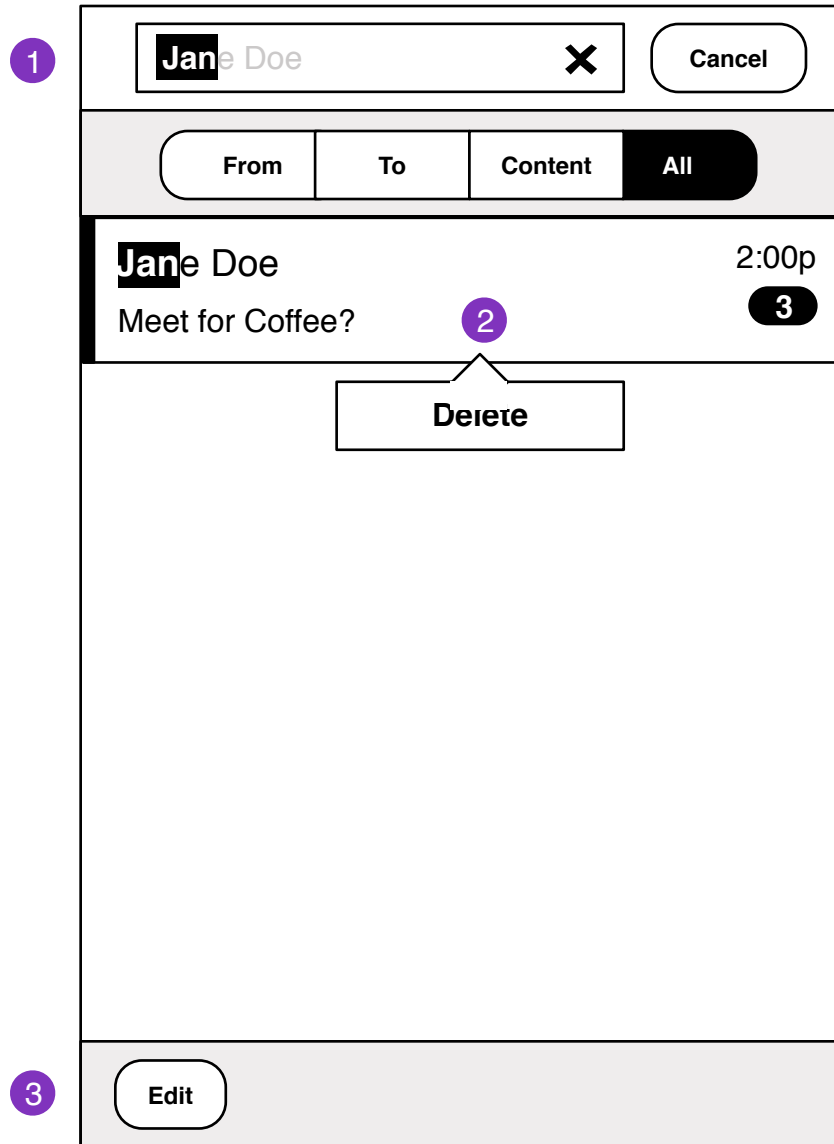 1
Jane Doe ✕ Cancel
From To Content All
Jane Doe 2:00p
Meet for Coffee? 2 3
Delete
3 Edit